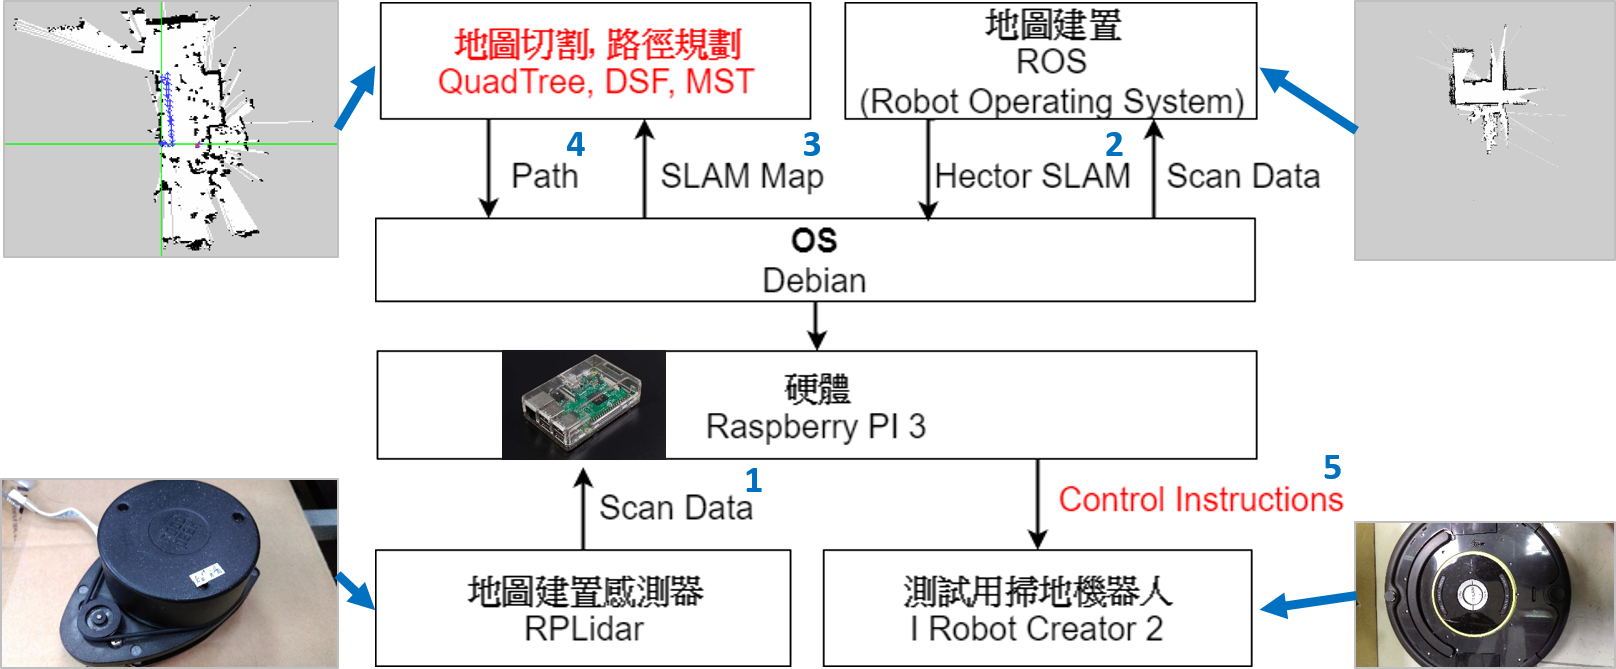 地圖切割, 路徑規劃
QuadTree, DSF, MST
地圖建置
ROS
(Robot Operating System)
4
3
2
Path
SLAM Map
Hector SLAM
Scan Data
OS
Debian
硬體
Raspberry PI 3
1
5
Scan Data
Control Instructions
地圖建置感測器
RPLidar
測試用掃地機器人
I Robot Creator 2